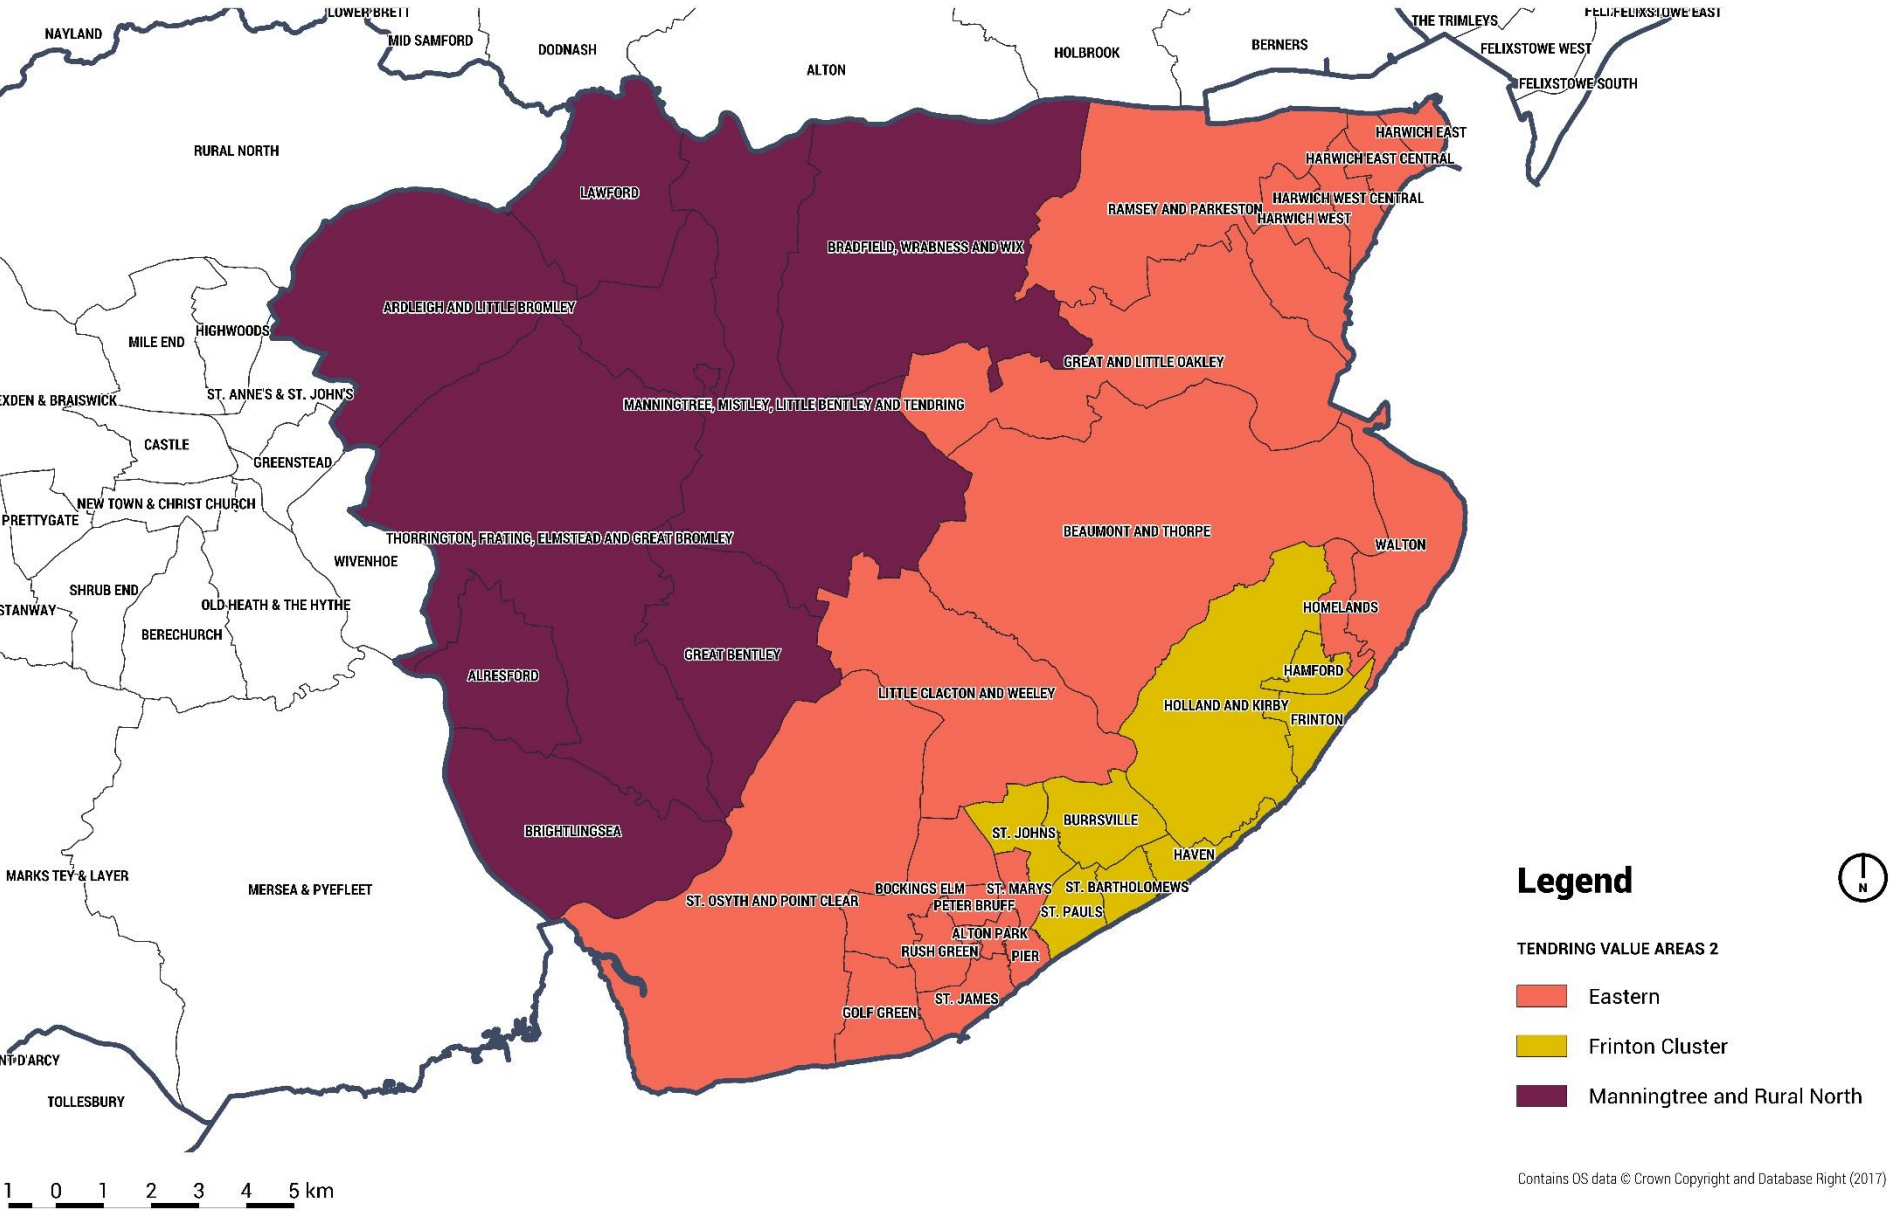 LOWER BRETT
FELIXSTOWE EAST
THE TRIMLEYS
NAYLAND
MID SAMFORD
DODNASH
HOLBROOK
BERNERS
FELIXSTOWE WEST
ALTON
FELIXSTOWE SOUTH
HARWICH EAST
RURAL NORTH
HARWICH EAST CENTRAL
LAWFORD
HARWICH WEST CENTRAL
RAMSEY AND PARKESTON
HARWICH WEST
BRADFIELD, WRABNESS AND WIX
ARDLEIGH AND LITTLE BROMLEY
HIGHWOODS
MILE END
GREAT AND LITTLE OAKLEY
ST. ANNE'S & ST. JOHN'S
EXDEN & BRAISWICK
MANNINGTREE, MISTLEY, LITTLE BENTLEY AND TENDRING
CASTLE
GREENSTEAD
NEW TOWN & CHRIST CHURCH
PRETTYGATE
BEAUMONT AND THORPE
THORRINGTON, FRATING, ELMSTEAD AND GREAT BROMLEY
WALTON
WIVENHOE
SHRUB END
OLD HEATH & THE HYTHE
STANWAY
HOMELANDS
BERECHURCH
GREAT BENTLEY
ALRESFORD
HAMFORD
LITTLE CLACTON AND WEELEY
HOLLAND AND KIRBY
FRINTON
BURRSVILLE
BRIGHTLINGSEA
ST. JOHNS
HAVEN
MARKS TEY & LAYER
MERSEA & PYEFLEET
BOCKINGS ELM
ST. MARYS
ST. BARTHOLOMEWS
ST. OSYTH AND POINT CLEAR
PETER BRUFF
ST. PAULS
ALTON PARK
RUSH GREEN
PIER
ST. JAMES
GOLF GREEN
NT D'ARCY
TOLLESBURY
Legend
N
TENDRING VALUE AREAS 2
Eastern
Frinton Cluster
Manningtree and Rural North
Contains OS data © Crown Copyright and Database Right (2017)
1 0 1 2 3 4 5 km